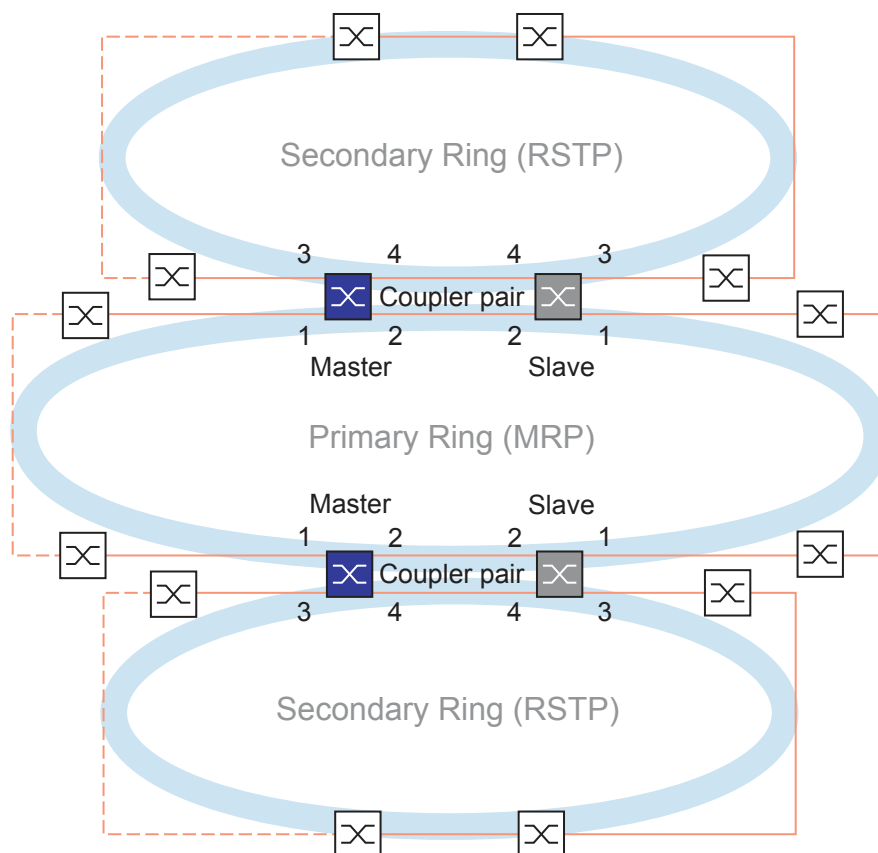 Secondary Ring (RSTP)
3 4 4 3
Coupler pair
1 2 2 1
Master Slave
Primary Ring (MRP)
Master Slave
1 2 2 1
Coupler pair
3 4 4 3
Secondary Ring (RSTP)